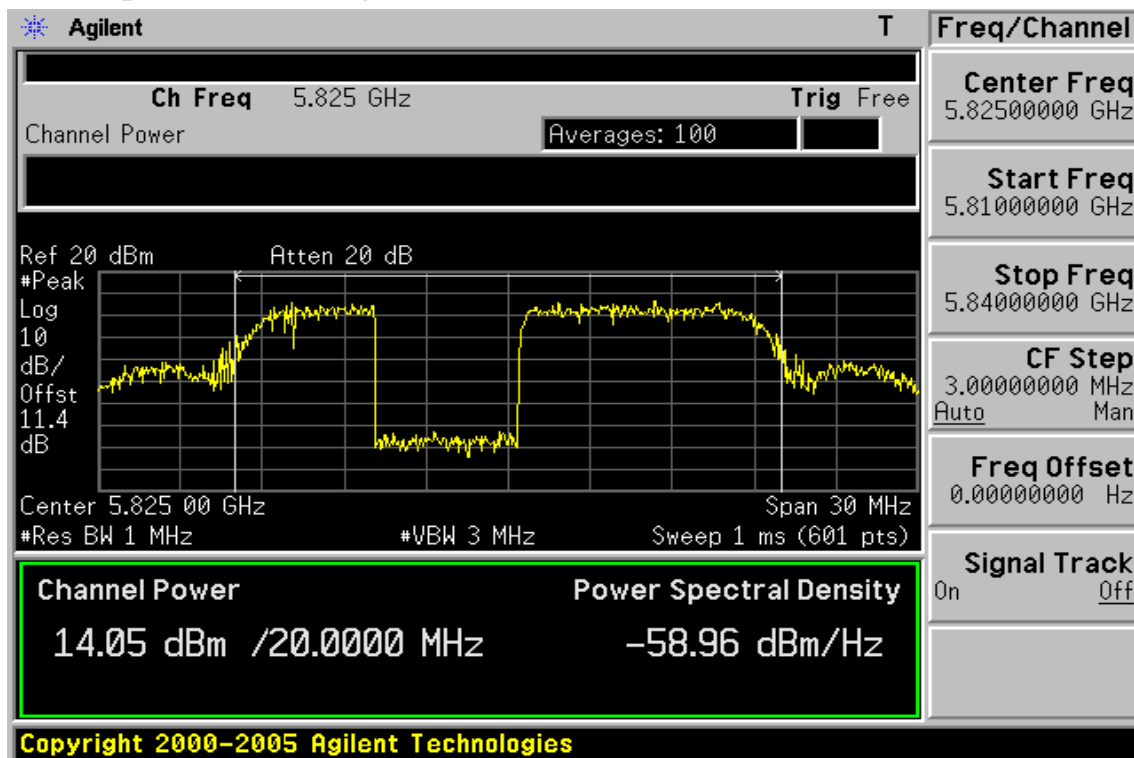 Agilent T
Ch Freq 5.825 GHz Trig Free
Channel Power Averages: 100
Ref 20 dBm Atten 20 dB
#Peak
Log
10
dB/
Offst
11.4
dB
Center 5.825 00 GHz Span 30 MHz
#Res BW 1 MHz #VBW 3 MHz Sweep 1 ms (601 pts)
Channel Power Power Spectral Density
14.05 dBm /20.0000 MHz -58.96 dBm/Hz
Copyright 2000-2005 Agilent Technologies
Freq/Channel
Center Freq
5.82500000 GHz
Start Freq
5.81000000 GHz
Stop Freq
5.84000000 GHz
CF Step
3.00000000 MHz
Auto Man
Freq Offset
0.00000000 Hz
Signal Track
On Off